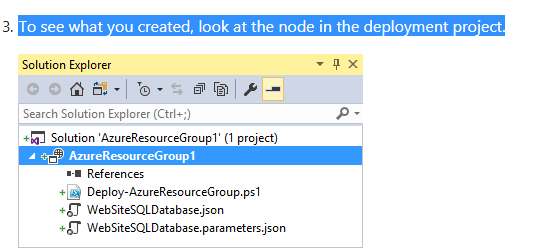 3. To see what you created, look at the node in the deployment project.
Solution Explorer
Search Solution Explorer (Ctrl+;)
Solution 'AzureResourceGroup1' (1 project)
AzureResourceGroup1
References
Deploy-AzureResourceGroup.ps1
WebSiteSQLDatabase.json
WebSiteSQLDatabase.parameters.json